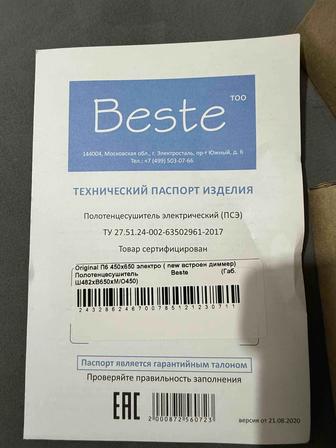 Beste ТОО
144004, Московская обл., г. Электросталь, пр-т Южный, д. 6
Тел.: +7 (499) 503-07-66
ТЕХНИЧЕСКИЙ ПАСПОРТ ИЗДЕЛИЯ
Полотенцесушитель электрический (ПСЭ)
ТУ 27.51.24-002-63502961-2017
Товар сертифицирован
Original П6 450х650 электро ( new встроен диммер)
Полотенцесушитель Beste (Габ.
Ш482хВ650хМ/О450)
Паспорт является гарантийным талоном
Проверяйте правильность заполнения
EAC
2000872560723
версия от 21.08.2020